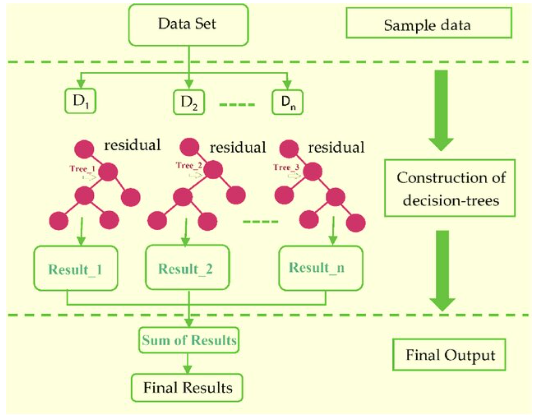 Data Set
Sample data
D1
D2
Dn
residual
residual
residual
Tree_1
Tree_2
Tree_3
Construction of
decision-trees
Result_1
Result_2
Result_n
Sum of Results
Final Output
Final Results